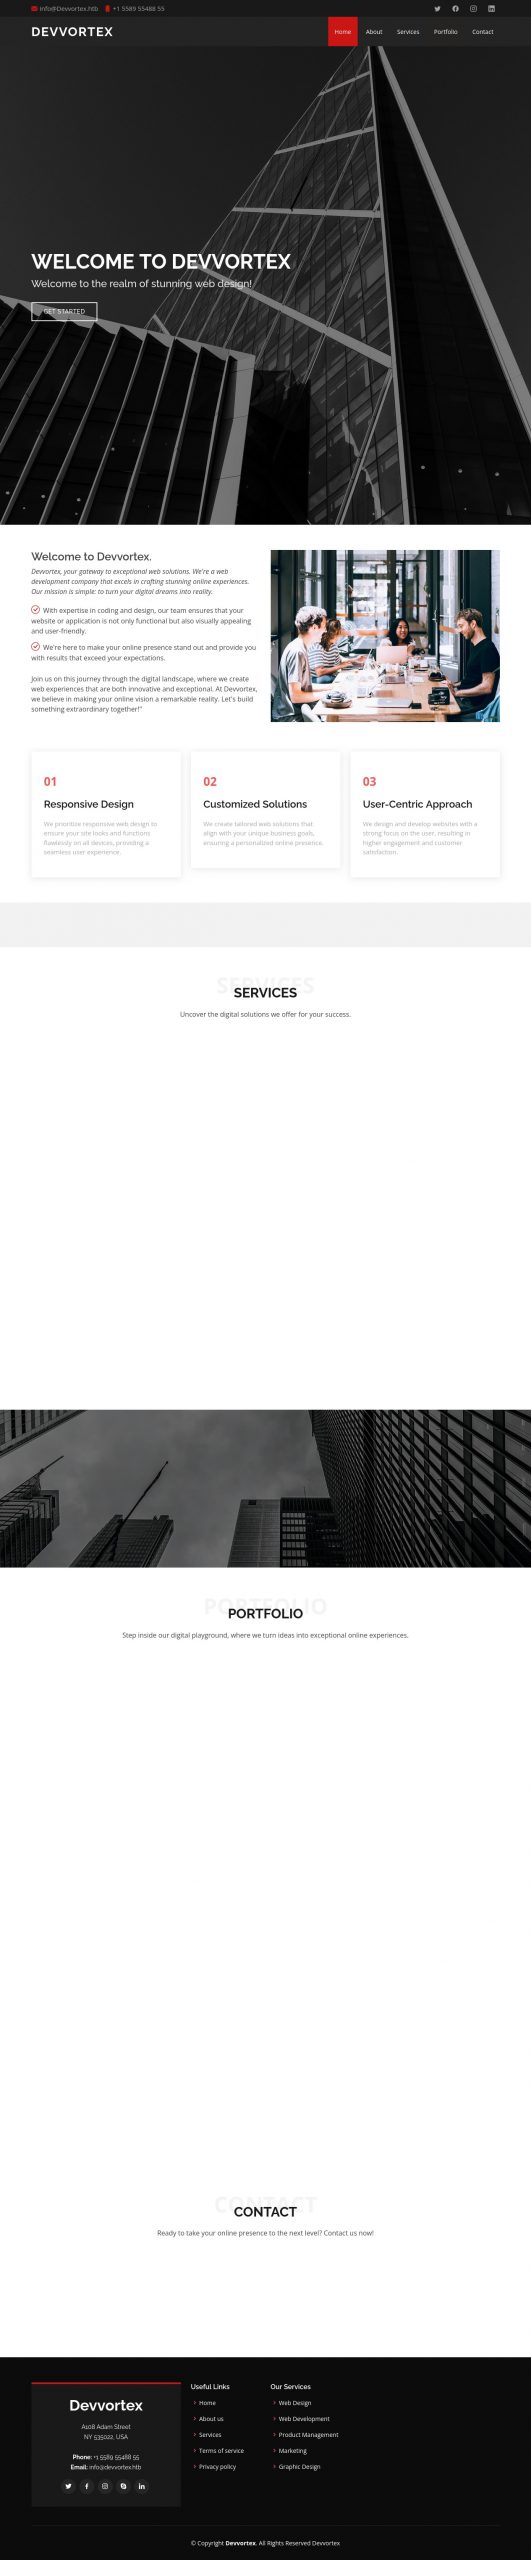 info@Devvortex.htb +1 5589 55488 55
DEVVORTEX
Home About Services Portfolio Contact
WELCOME TO DEVVORTEX
Welcome to the realm of stunning web design!
GET STARTED
Welcome to Devvortex.
Devvortex, your gateway to exceptional web solutions. We're a web
development company that excels in crafting stunning online experiences.
Our mission is simple: to turn your digital dreams into reality.
With expertise in coding and design, our team ensures that your
website or application is not only functional but also visually appealing
and user-friendly.
We're here to make your online presence stand out and provide you
with results that exceed your expectations.
Join us on this journey through the digital landscape, where we create
web experiences that are both innovative and exceptional. At Devvortex,
we believe in making your online vision a remarkable reality. Let's build
something extraordinary together!"
01
Responsive Design
We prioritize responsive web design to
ensure your site looks and functions
flawlessly on all devices, providing a
seamless user experience.
02
Customized Solutions
We create tailored web solutions that
align with your unique business goals,
ensuring a personalized online presence.
03
User-Centric Approach
We design and develop websites with a
strong focus on the user, resulting in
higher engagement and customer
satisfaction.
SERVICES
SERVICES
Uncover the digital solutions we offer for your success.
PORTFOLIO
PORTFOLIO
Step inside our digital playground, where we turn ideas into exceptional online experiences.
CONTACT
CONTACT
Ready to take your online presence to the next level? Contact us now!
Devvortex
A108 Adam Street
NY 535022, USA
Phone: +1 5589 55488 55
Email: info@devvortex.htb
Useful Links
Home
About us
Services
Terms of service
Privacy policy
Our Services
Web Design
Web Development
Product Management
Marketing
Graphic Design
© Copyright Devvortex. All Rights Reserved Devvortex